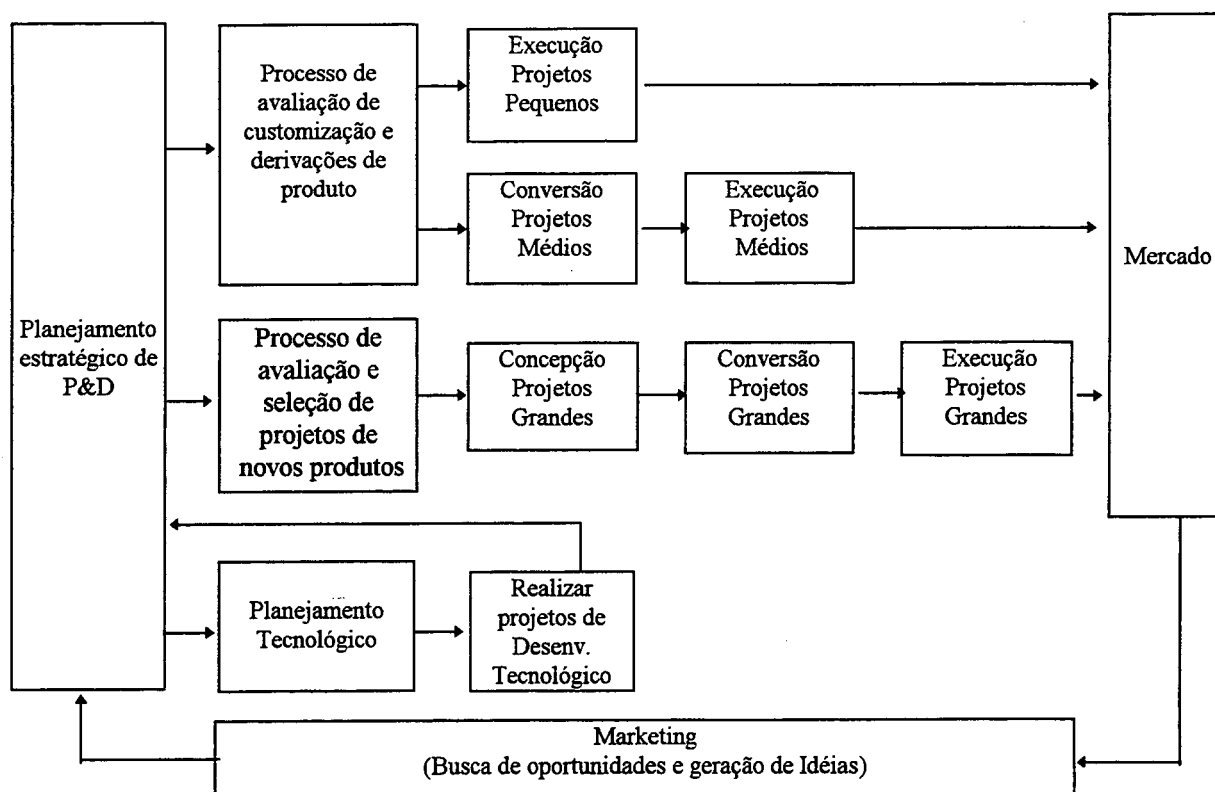 Planejamento
estratégico de
P&D
Processo de
avaliação de
customização e
derivações de
produto
Execução
Projetos
Pequenos
Conversão
Projetos
Médios
Execução
Projetos
Médios
Processo de
avaliação e
seleção de
projetos de
novos produtos
Concepção
Projetos
Grandes
Conversão
Projetos
Grandes
Execução
Projetos
Grandes
Mercado
Planejamento
Tecnológico
Realizar
projetos de
Desenv.
Tecnológico
Marketing
(Busca de oportunidades e geração de Idéias)